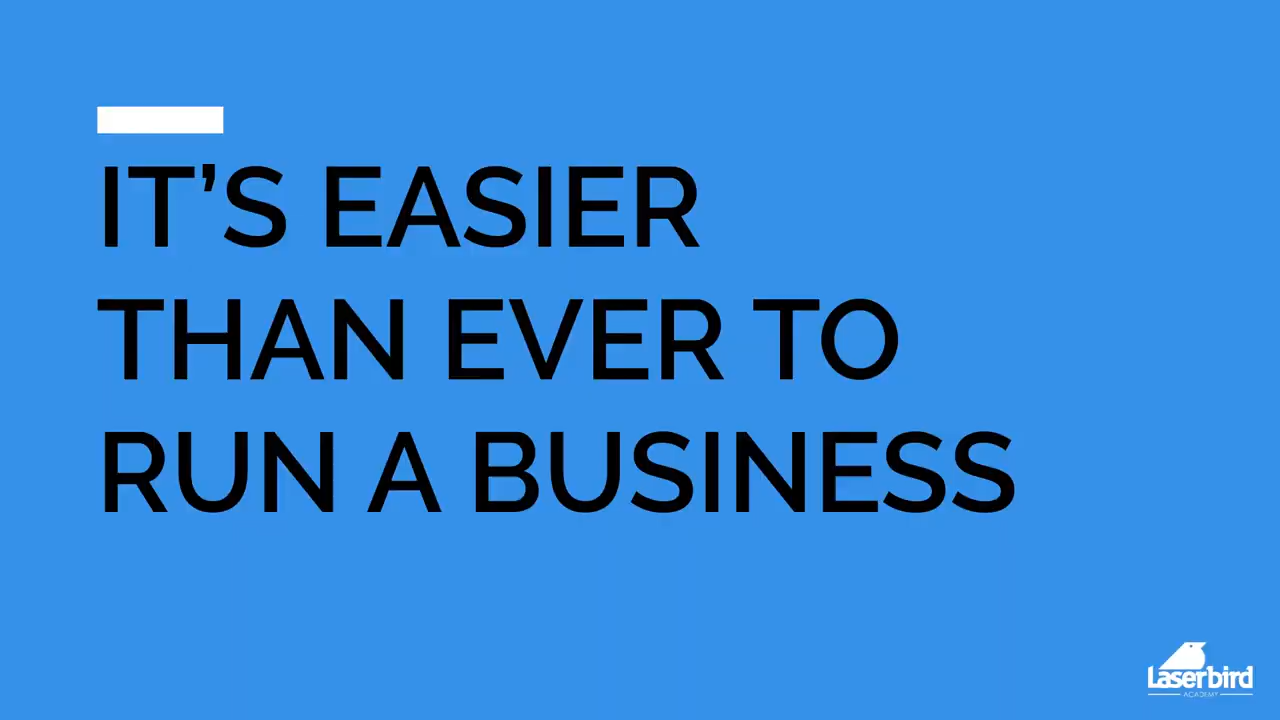 IT’S EASIER
THAN EVER TO
RUN A BUSINESS
Laserbird
ACADEMY